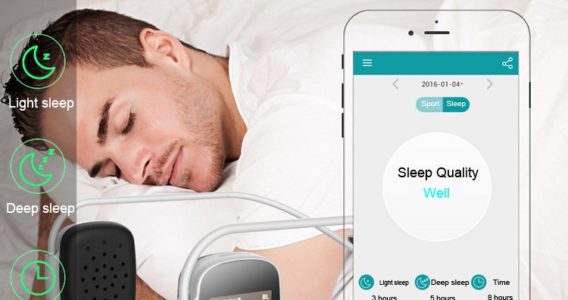 Light sleep
Deep sleep
2016-01-04~
Sport Sleep
Sleep Quality
Well
Light sleep Deep sleep Time
3 hours 5 hours 8 hours